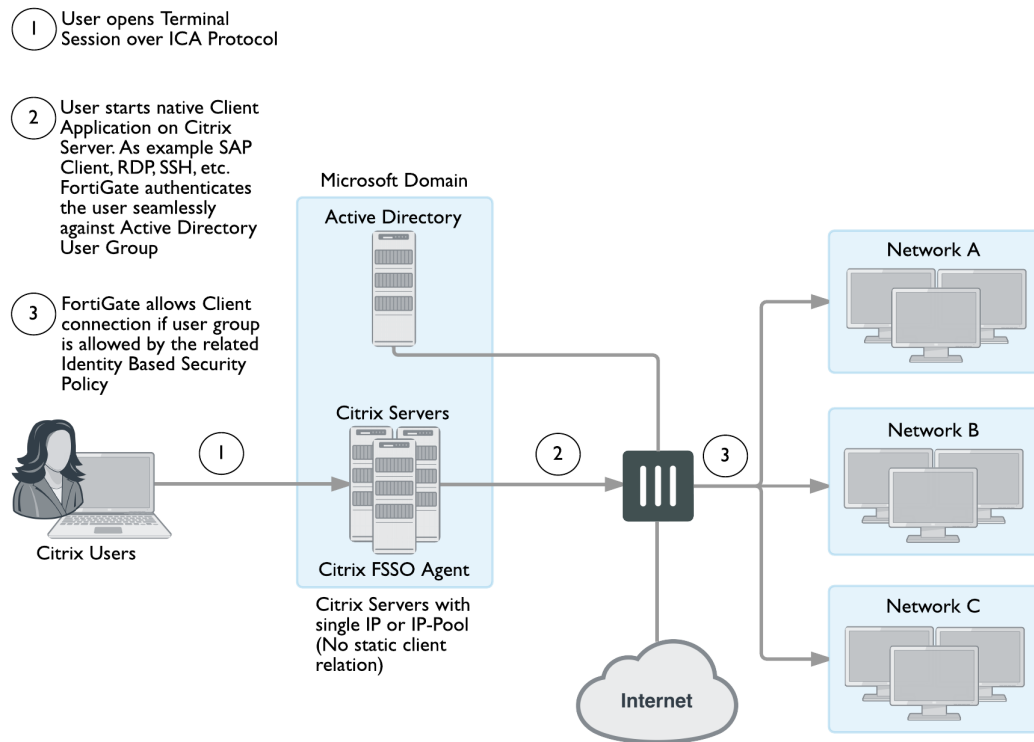 1
User opens Terminal
Session over ICA Protocol
2
User starts native Client
Application on Citrix
Server. As example SAP
Client, RDP, SSH, etc.
FortiGate authenticates
the user seamlessly
against Active Directory
User Group
3
FortiGate allows Client
connection if user group
is allowed by the related
Identity Based Security
Policy
Microsoft Domain
Active Directory
Citrix Servers
Citrix FSSO Agent
Citrix Servers with
single IP or IP-Pool
(No static client
relation)
Citrix Users
1
2
3
Network A
Network B
Network C
Internet